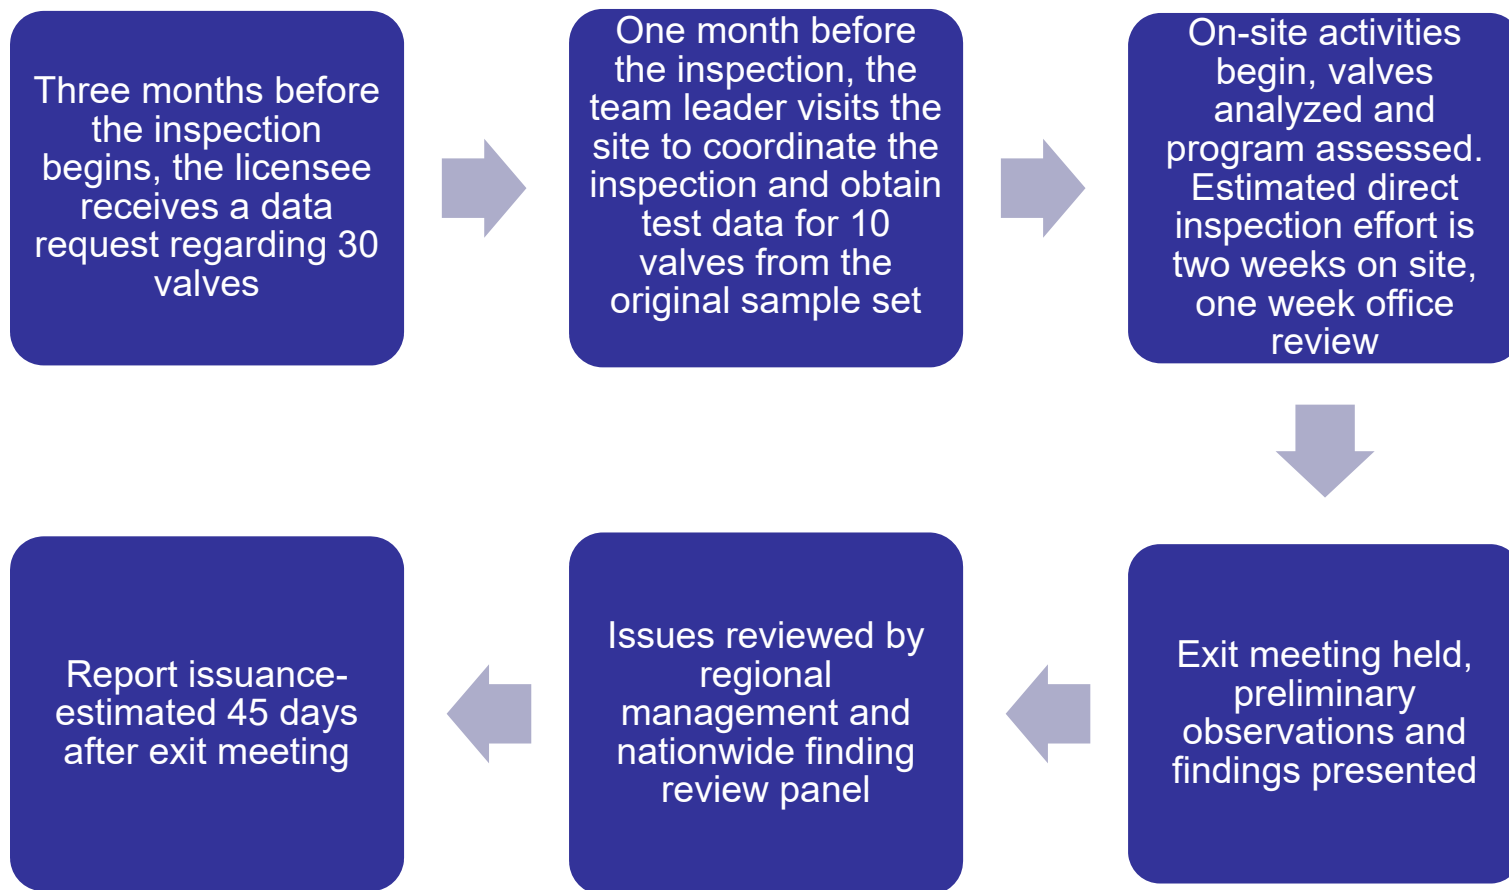 Three months before
the inspection
begins, the licensee
receives a data
request regarding 30
valves
One month before
the inspection, the
team leader visits the
site to coordinate the
inspection and obtain
test data for 10
valves from the
original sample set
On-site activities
begin, valves
analyzed and
program assessed.
Estimated direct
inspection effort is
two weeks on site,
one week office
review
Exit meeting held,
preliminary
observations and
findings presented
Issues reviewed by
regional
management and
nationwide finding
review panel
Report issuance-
estimated 45 days
after exit meeting